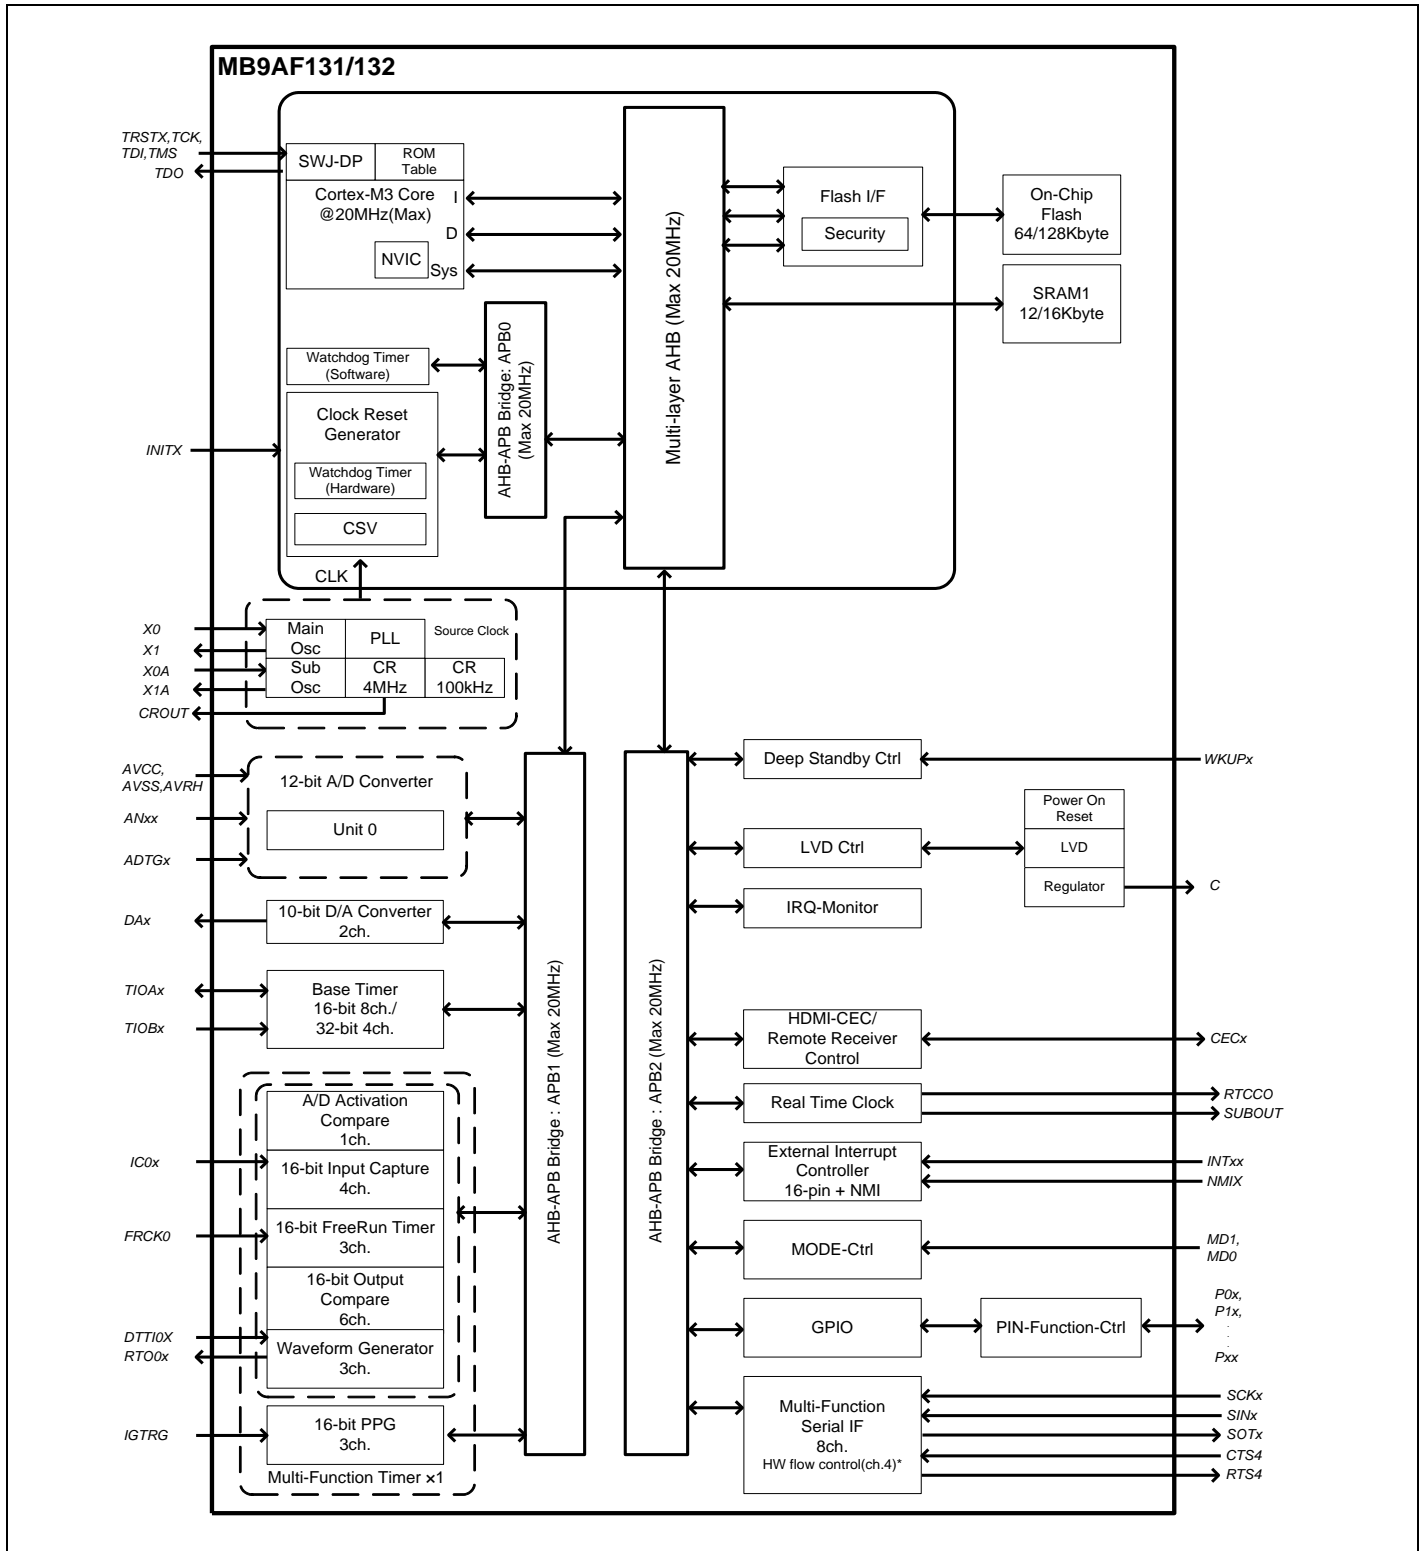 MB9AF131/132
TRSTX,TCK,
TDI,TMS
TDO
SWJ-DP
ROM
Table
Cortex-M3 Core
@20MHz(Max)
I
D
NVIC
Sys
Multi-layer AHB (Max 20MHz)
Flash I/F
Security
On-Chip
Flash
64/128Kbyte
SRAM1
12/16Kbyte
Watchdog Timer
(Software)
AHB-APB Bridge: APB0
(Max 20MHz)
INITX
Clock Reset
Generator
Watchdog Timer
(Hardware)
CSV
CLK
X0
X1
X0A
X1A
CROUT
Main
Osc
PLL
Source Clock
Sub
Osc
CR
4MHz
CR
100kHz
AVCC,
AVSS,AVRH
ANxx
ADTGx
12-bit A/D Converter
Unit 0
DAx
10-bit D/A Converter
2ch.
TIOAx
TIOBx
Base Timer
16-bit 8ch./
32-bit 4ch.
A/D Activation
Compare
1ch.
IC0x
16-bit Input Capture
4ch.
FRCK0
16-bit FreeRun Timer
3ch.
16-bit Output
Compare
6ch.
DTTI0X
RTO0x
Waveform Generator
3ch.
IGTRG
16-bit PPG
3ch.
Multi-Function Timer ×1
AHB-APB Bridge : APB1 (Max 20MHz)
AHB-APB Bridge : APB2 (Max 20MHz)
Deep Standby Ctrl
WKUPx
LVD Ctrl
Power On
Reset
LVD
Regulator
C
IRQ-Monitor
HDMI-CEC/
Remote Receiver
Control
CECx
Real Time Clock
RTCCO
SUBOUT
External Interrupt
Controller
16-pin + NMI
INTxx
NMIX
MODE-Ctrl
MD1,
MD0
GPIO
PIN-Function-Ctrl
P0x,
P1x,
.
.
Pxx
Multi-Function
Serial IF
8ch.
HW flow control(ch.4)*
SCKx
SINx
SOTx
CTS4
RTS4